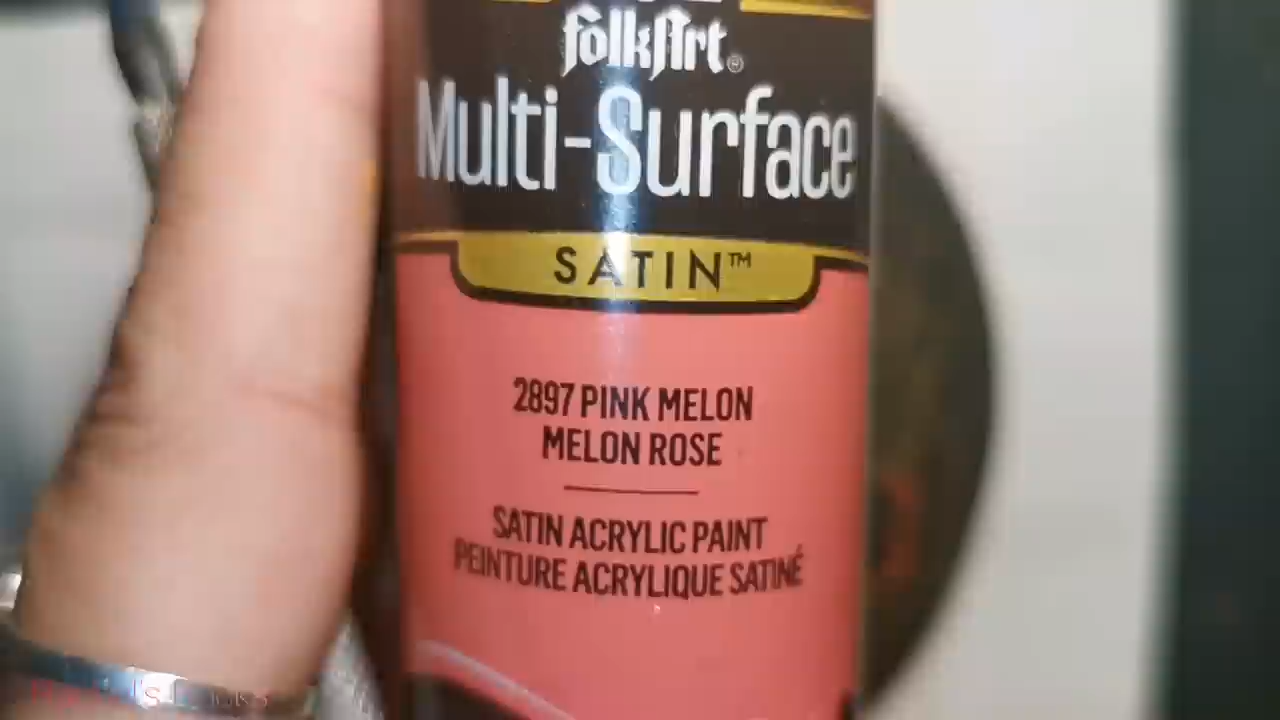 folkArt®
Multi-Surface
SATIN™
2897 PINK MELON
MELON ROSE
SATIN ACRYLIC PAINT
PEINTURE ACRYLIQUE SATINÉ